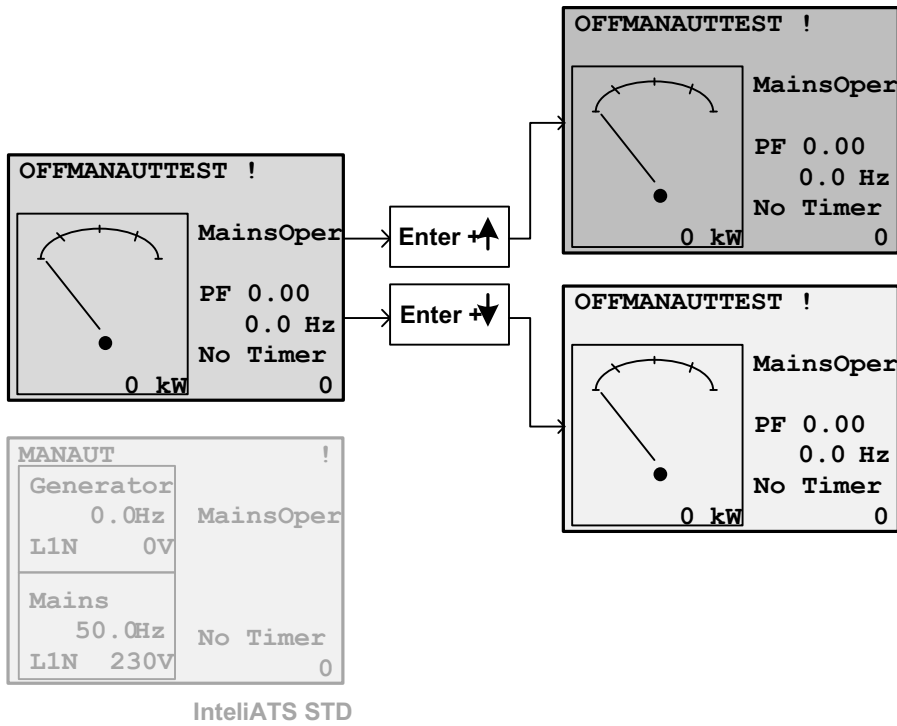 OFFMANAUTTEST !
MainsOper
PF 0.00
0.0 Hz
No Timer
0 kW 0
Enter +
Enter +
OFFMANAUTTEST !
MainsOper
PF 0.00
0.0 Hz
No Timer
0 kW 0
OFFMANAUTTEST !
MainsOper
PF 0.00
0.0 Hz
No Timer
0 kW 0
MANAUT !
Generator
0.0Hz MainsOper
L1N 0V
Mains
50.0Hz No Timer
L1N 230V 0
InteliATS STD